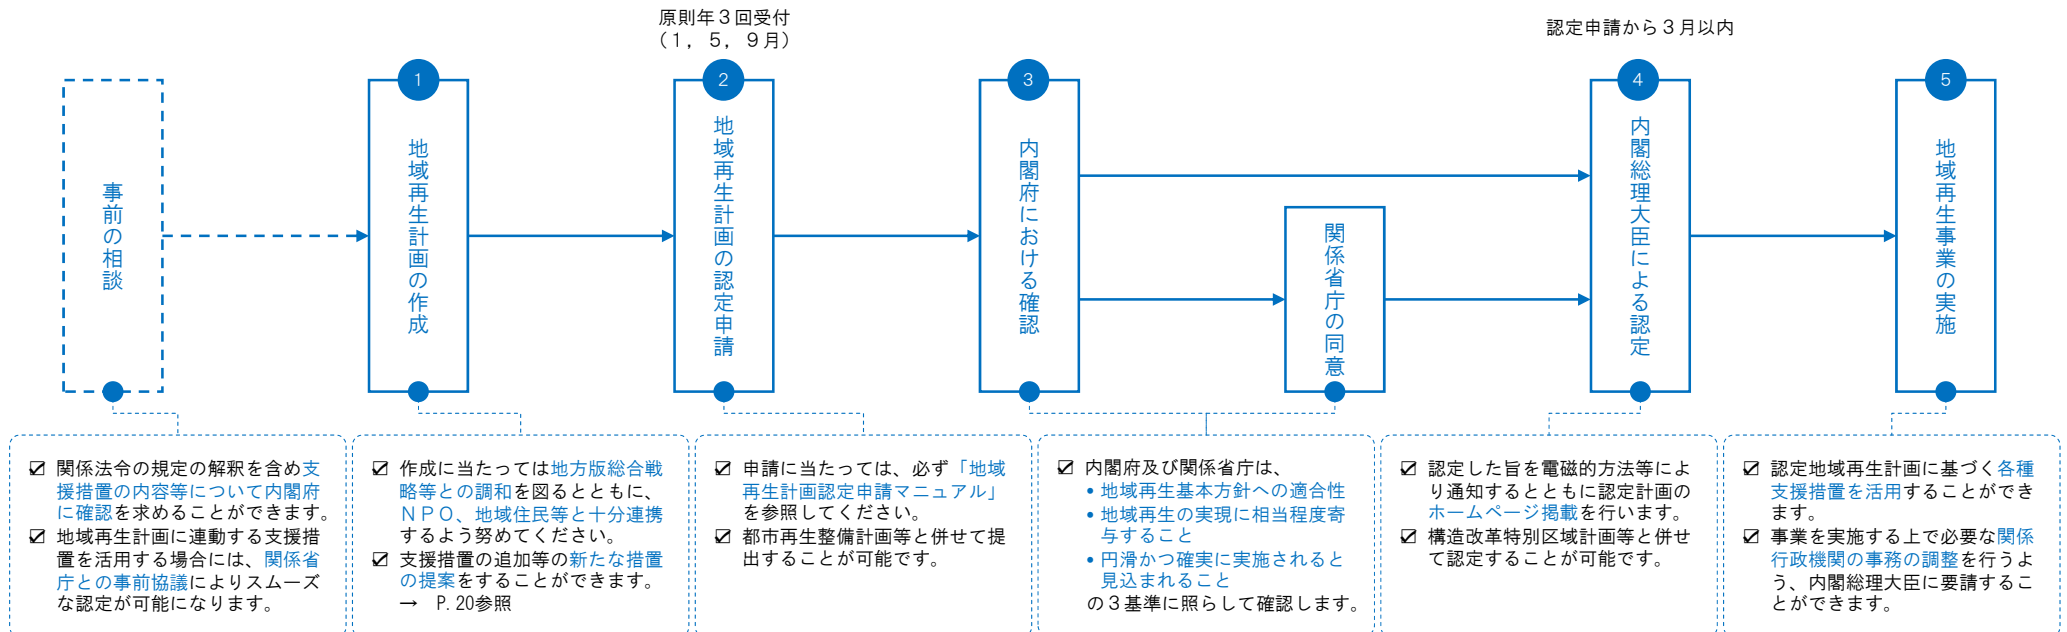 原則年３回受付
（１，５，９月）
認定申請から３月以内
事前の相談
1
地域再生計画の作成
2
地域再生計画の認定申請
3
内閣府における確認
関係省庁の同意
4
内閣総理大臣による認定
5
地域再生事業の実施
☑ 関係法令の規定の解釈を含め支
援措置の内容等について内閣府
に確認を求めることができます。
☑ 地域再生計画に連動する支援措
置を活用する場合には、関係省
庁との事前協議によりスムーズ
な認定が可能になります。
☑ 作成に当たっては地方版総合戦
略等との調和を図るとともに、
ＮＰＯ、地域住民等と十分連携
するよう努めてください。
☑ 支援措置の追加等の新たな措置
の提案をすることができます。
→ P.20参照
☑ 申請に当たっては、必ず「地域
再生計画認定申請マニュアル」
を参照してください。
☑ 都市再生整備計画等と併せて提
出することが可能です。
☑ 内閣府及び関係省庁は、
• 地域再生基本方針への適合性
• 地域再生の実現に相当程度寄
与すること
• 円滑かつ確実に実施されると
見込まれること
の３基準に照らして確認します。
☑ 認定した旨を電磁的方法等によ
り通知するとともに認定計画の
ホームページ掲載を行います。
☑ 構造改革特別区域計画等と併せ
て認定することが可能です。
☑ 認定地域再生計画に基づく各種
支援措置を活用することができ
ます。
☑ 事業を実施する上で必要な関係
行政機関の事務の調整を行うよ
う、内閣総理大臣に要請するこ
とができます。